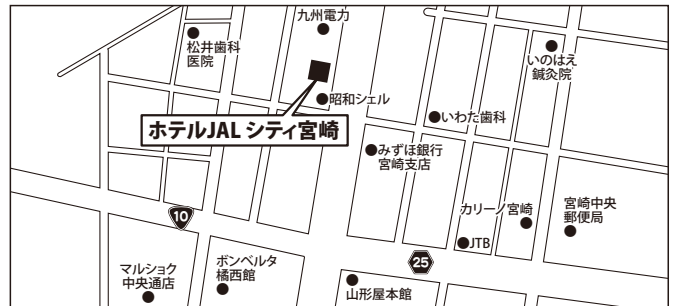 九州電力
松井歯科
医院
いのはえ
鍼灸院
昭和シェル
いわた歯科
ホテルJAL シティ宮崎
みずほ銀行
宮崎支店
カリーノ宮崎
宮崎中央
郵便局
10
JTB
25
マルショク
中央通店
ボンベルタ
橘西館
山形屋本館